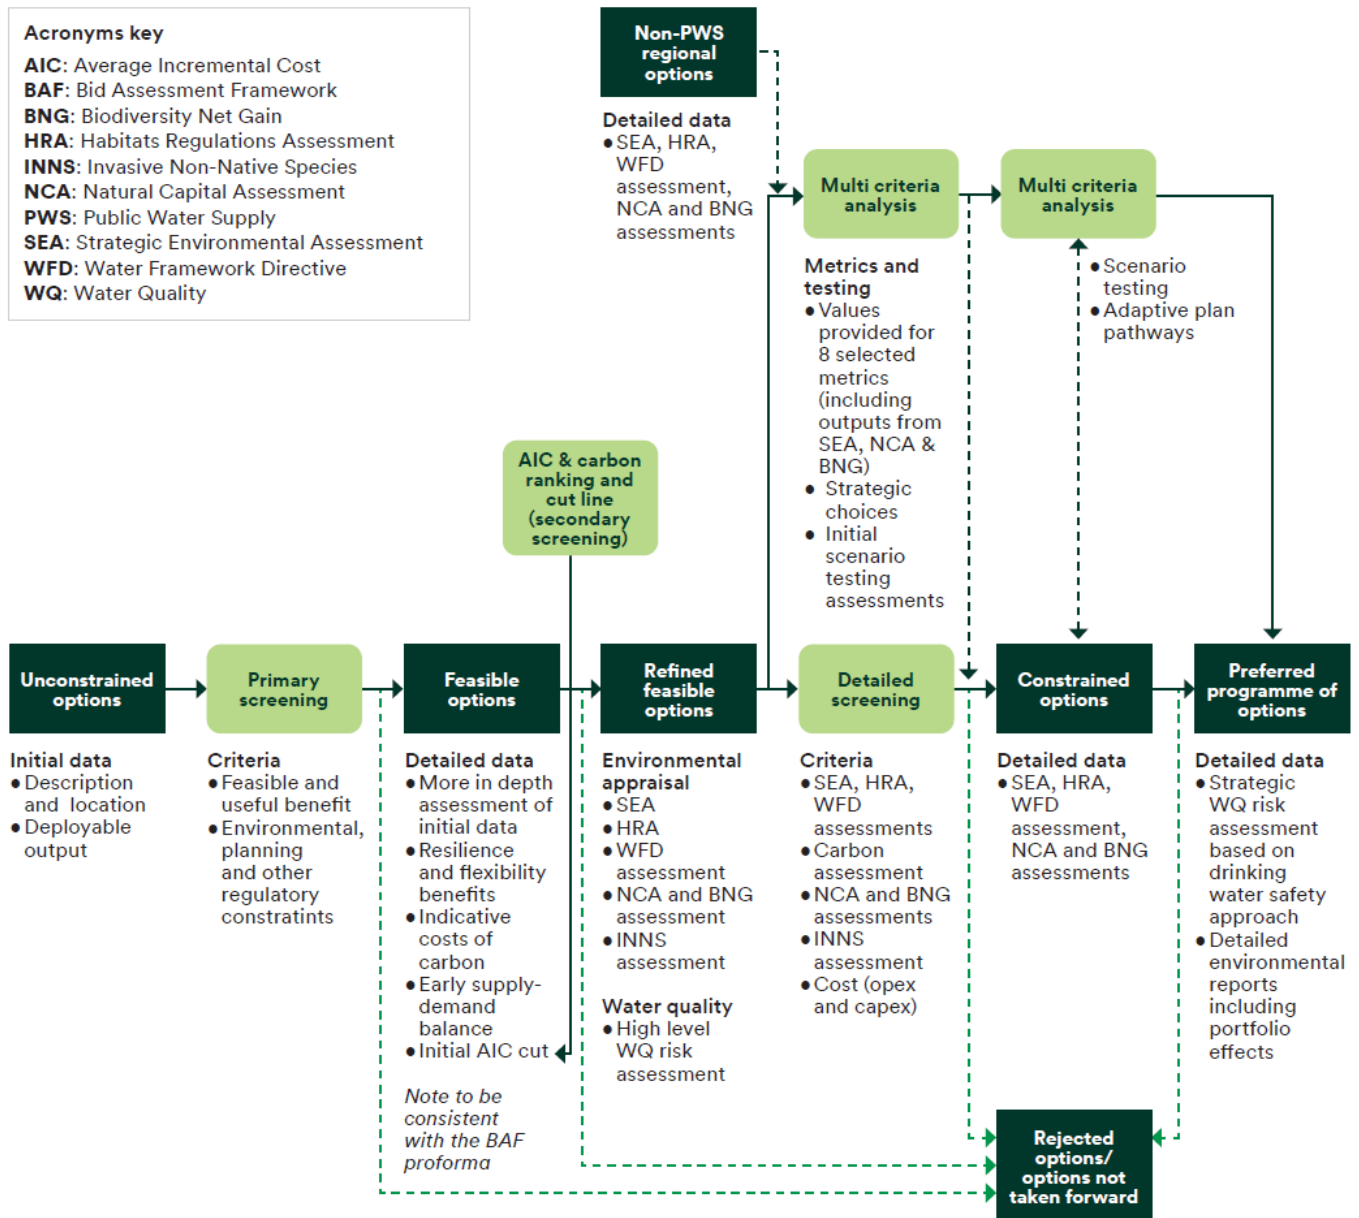 Acronyms key
AIC: Average Incremental Cost
BAF: Bid Assessment Framework
BNG: Biodiversity Net Gain
HRA: Habitats Regulations Assessment
INNS: Invasive Non-Native Species
NCA: Natural Capital Assessment
PWS: Public Water Supply
SEA: Strategic Environmental Assessment
WFD: Water Framework Directive
WQ: Water Quality
Non-PWS
regional
options
Detailed data
● SEA, HRA,
WFD
assessment,
NCA and BNG
assessments
Multi criteria
analysis
Metrics and
testing
● Values
provided for
8 selected
metrics
(including
outputs from
SEA, NCA &
BNG)
● Strategic
choices
● Initial
scenario
testing
assessments
Multi criteria
analysis
● Scenario
testing
● Adaptive plan
pathways
AIC & carbon
ranking and
cut line
(secondary
screening)
Unconstrained
options
Initial data
● Description
and location
● Deployable
output
Primary
screening
Criteria
● Feasible and
useful benefit
● Environmental,
planning
and other
regulatory
constratints
Feasible
options
Detailed data
● More in depth
assessment of
initial data
● Resilience
and flexibility
benefits
● Indicative
costs of
carbon
● Early supply-
demand
balance
● Initial AIC cut
Note to be
consistent
with the BAF
proforma
Refined
feasible
options
Environmental
appraisal
● SEA
● HRA
● WFD
assessment
● NCA and BNG
assessment
● INNS
assessment
Water quality
● High level
WQ risk
assessment
Detailed
screening
Criteria
● SEA, HRA,
WFD
assessments
● Carbon
assessment
● NCA and BNG
assessments
● INNS
assessment
● Cost (opex
and capex)
Constrained
options
Detailed data
● SEA, HRA,
WFD
assessment,
NCA and BNG
assessments
Preferred
programme of
options
Detailed data
● Strategic
WQ risk
assessment
based on
drinking
water safety
approach
● Detailed
environmental
reports
including
portfolio
effects
Rejected
options/
options not
taken forward